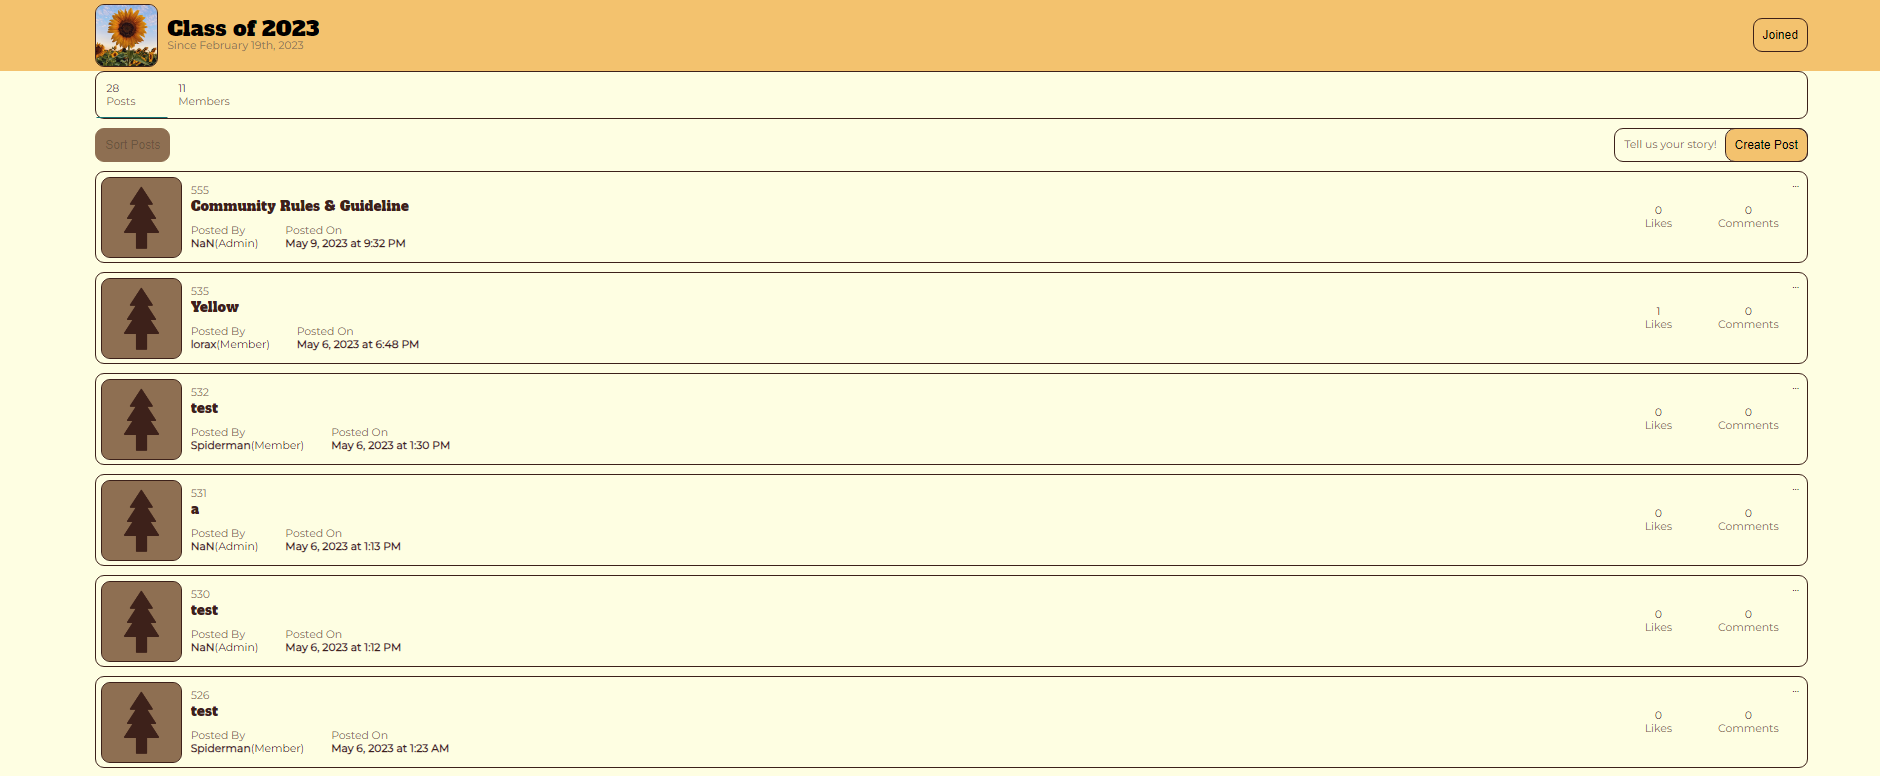 Class of 2023
Since February 19th, 2023
Joined
28
Posts
11
Members
Sort Posts
Tell us your story!
Create Post
555
Community Rules & Guideline
Posted By
NaN(Admin)
Posted On
May 9, 2023 at 9:32 PM
0
Likes
0
Comments
...
535
Yellow
Posted By
lorax(Member)
Posted On
May 6, 2023 at 6:48 PM
1
Likes
0
Comments
...
532
test
Posted By
Spiderman(Member)
Posted On
May 6, 2023 at 1:30 PM
0
Likes
0
Comments
...
531
a
Posted By
NaN(Admin)
Posted On
May 6, 2023 at 1:13 PM
0
Likes
0
Comments
...
530
test
Posted By
NaN(Admin)
Posted On
May 6, 2023 at 1:12 PM
0
Likes
0
Comments
...
526
test
Posted By
Spiderman(Member)
Posted On
May 6, 2023 at 1:23 AM
0
Likes
0
Comments
...